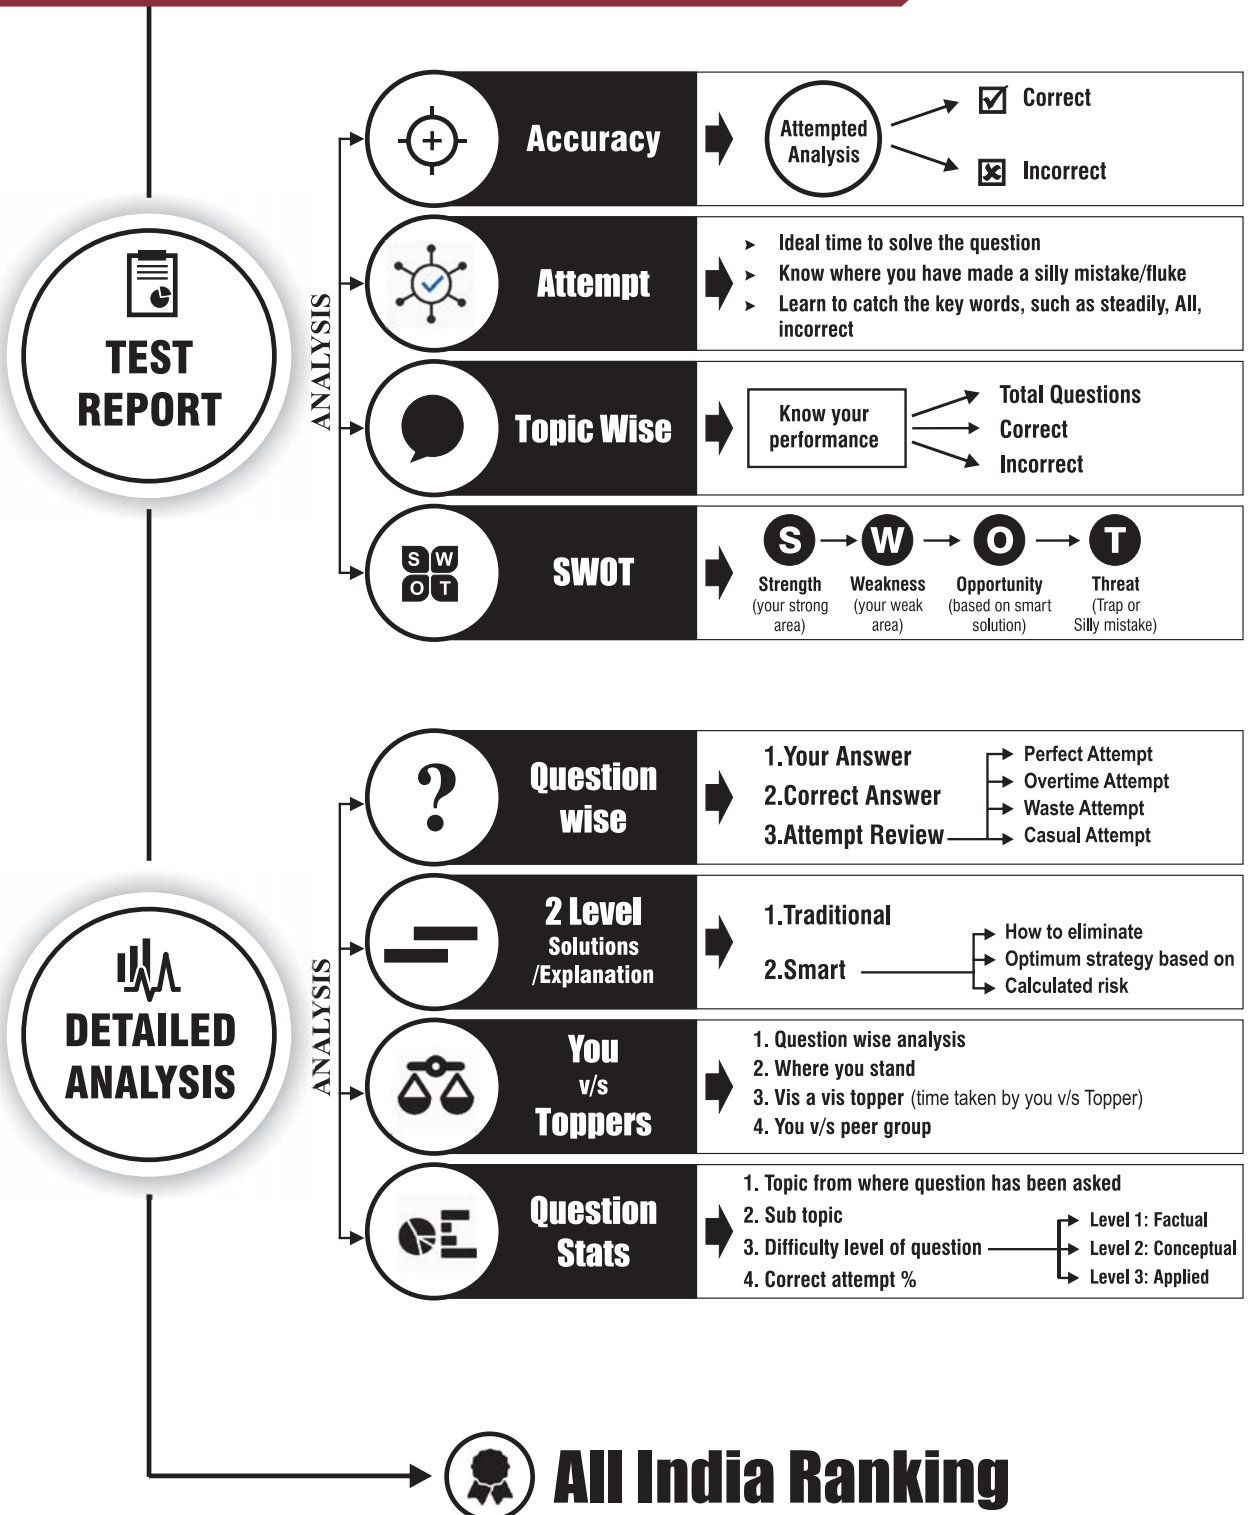 TEST
REPORT
ANALYSIS
Accuracy
Attempted
Analysis
Correct
Incorrect
Attempt
➤ Ideal time to solve the question
➤ Know where you have made a silly mistake/fluke
➤ Learn to catch the key words, such as steadily, All,
incorrect
Topic Wise
Know your
performance
Total Questions
Correct
Incorrect
S W
O T
SWOT
S W O T
Strength Weakness Opportunity Threat
(your strong (your weak (based on smart (Trap or
area) area) solution) Silly mistake)
DETAILED
ANALYSIS
ANALYSIS
?
Question
wise
1.Your Answer
2.Correct Answer
3.Attempt Review
Perfect Attempt
Overtime Attempt
Waste Attempt
Casual Attempt
2 Level
Solutions
/Explanation
1.Traditional
2.Smart
How to eliminate
Optimum strategy based on
Calculated risk
You
v/s
Toppers
1. Question wise analysis
2. Where you stand
3. Vis a vis topper (time taken by you v/s Topper)
4. You v/s peer group
Question
Stats
1. Topic from where question has been asked
2. Sub topic
3. Difficulty level of question
4. Correct attempt %
Level 1: Factual
Level 2: Conceptual
Level 3: Applied
All India Ranking